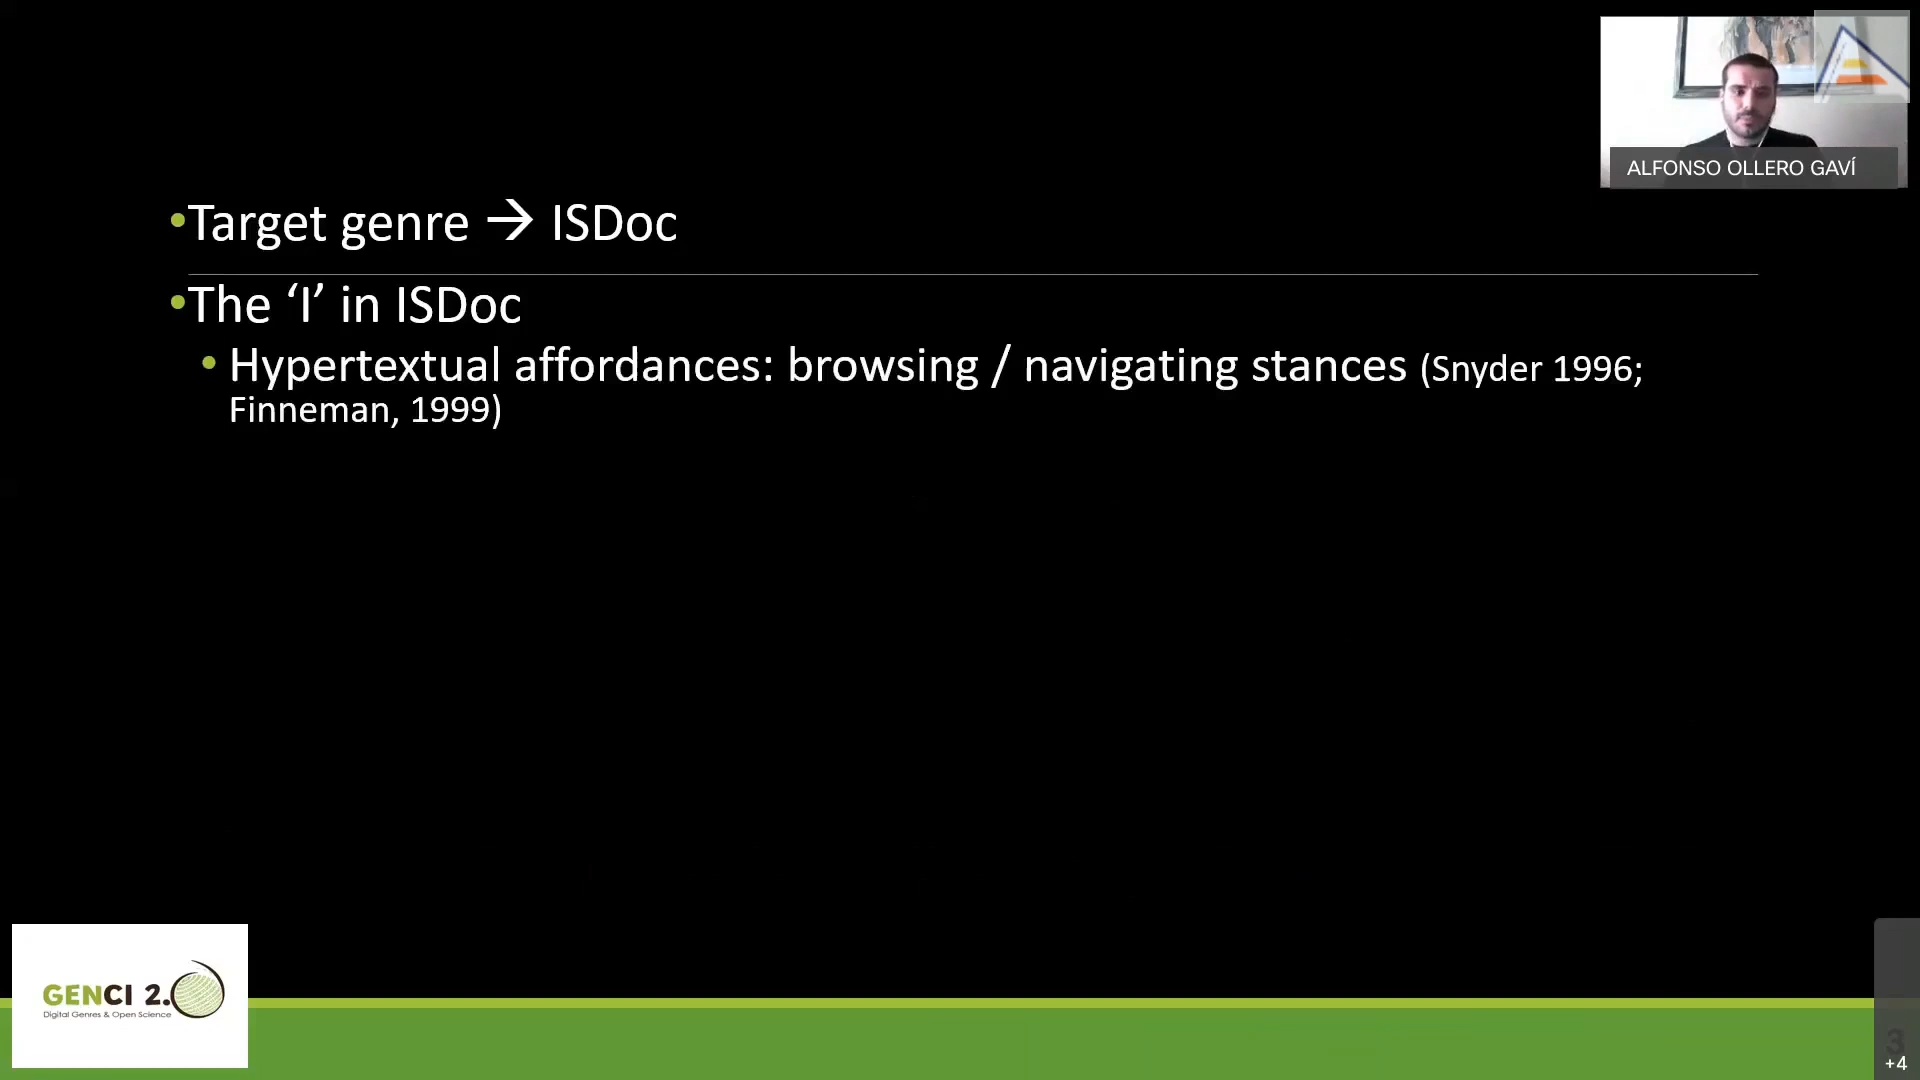 ALFONSO OLLERO GAVÍ
•Target genre → ISDoc
•The ‘I’ in ISDoc
• Hypertextual affordances: browsing / navigating stances (Snyder 1996;
Finneman, 1999)
GENCI 2.0
Digital Genres & Open Science
3
+4